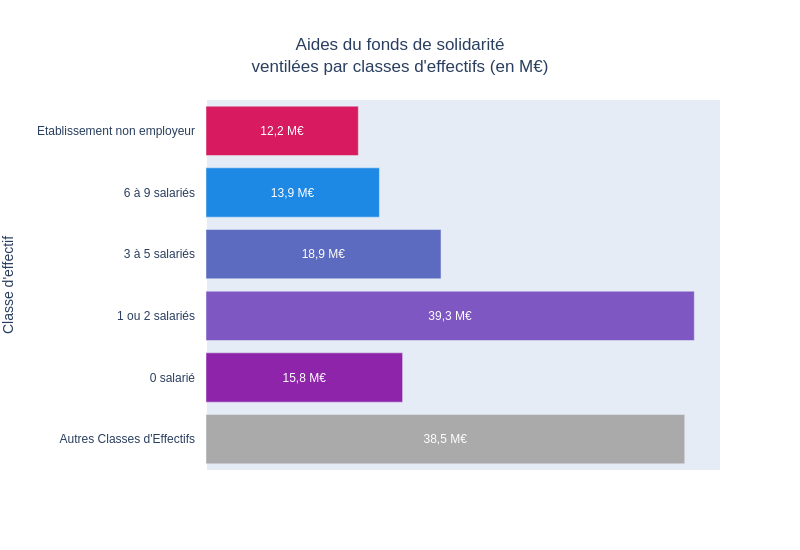 Aides du fonds de solidarité
ventilées par classes d'effectifs (en M€)
Classe d'effectif
Etablissement non employeur
12,2 M€
6 à 9 salariés
13,9 M€
3 à 5 salariés
18,9 M€
1 ou 2 salariés
39,3 M€
0 salarié
15,8 M€
Autres Classes d'Effectifs
38,5 M€